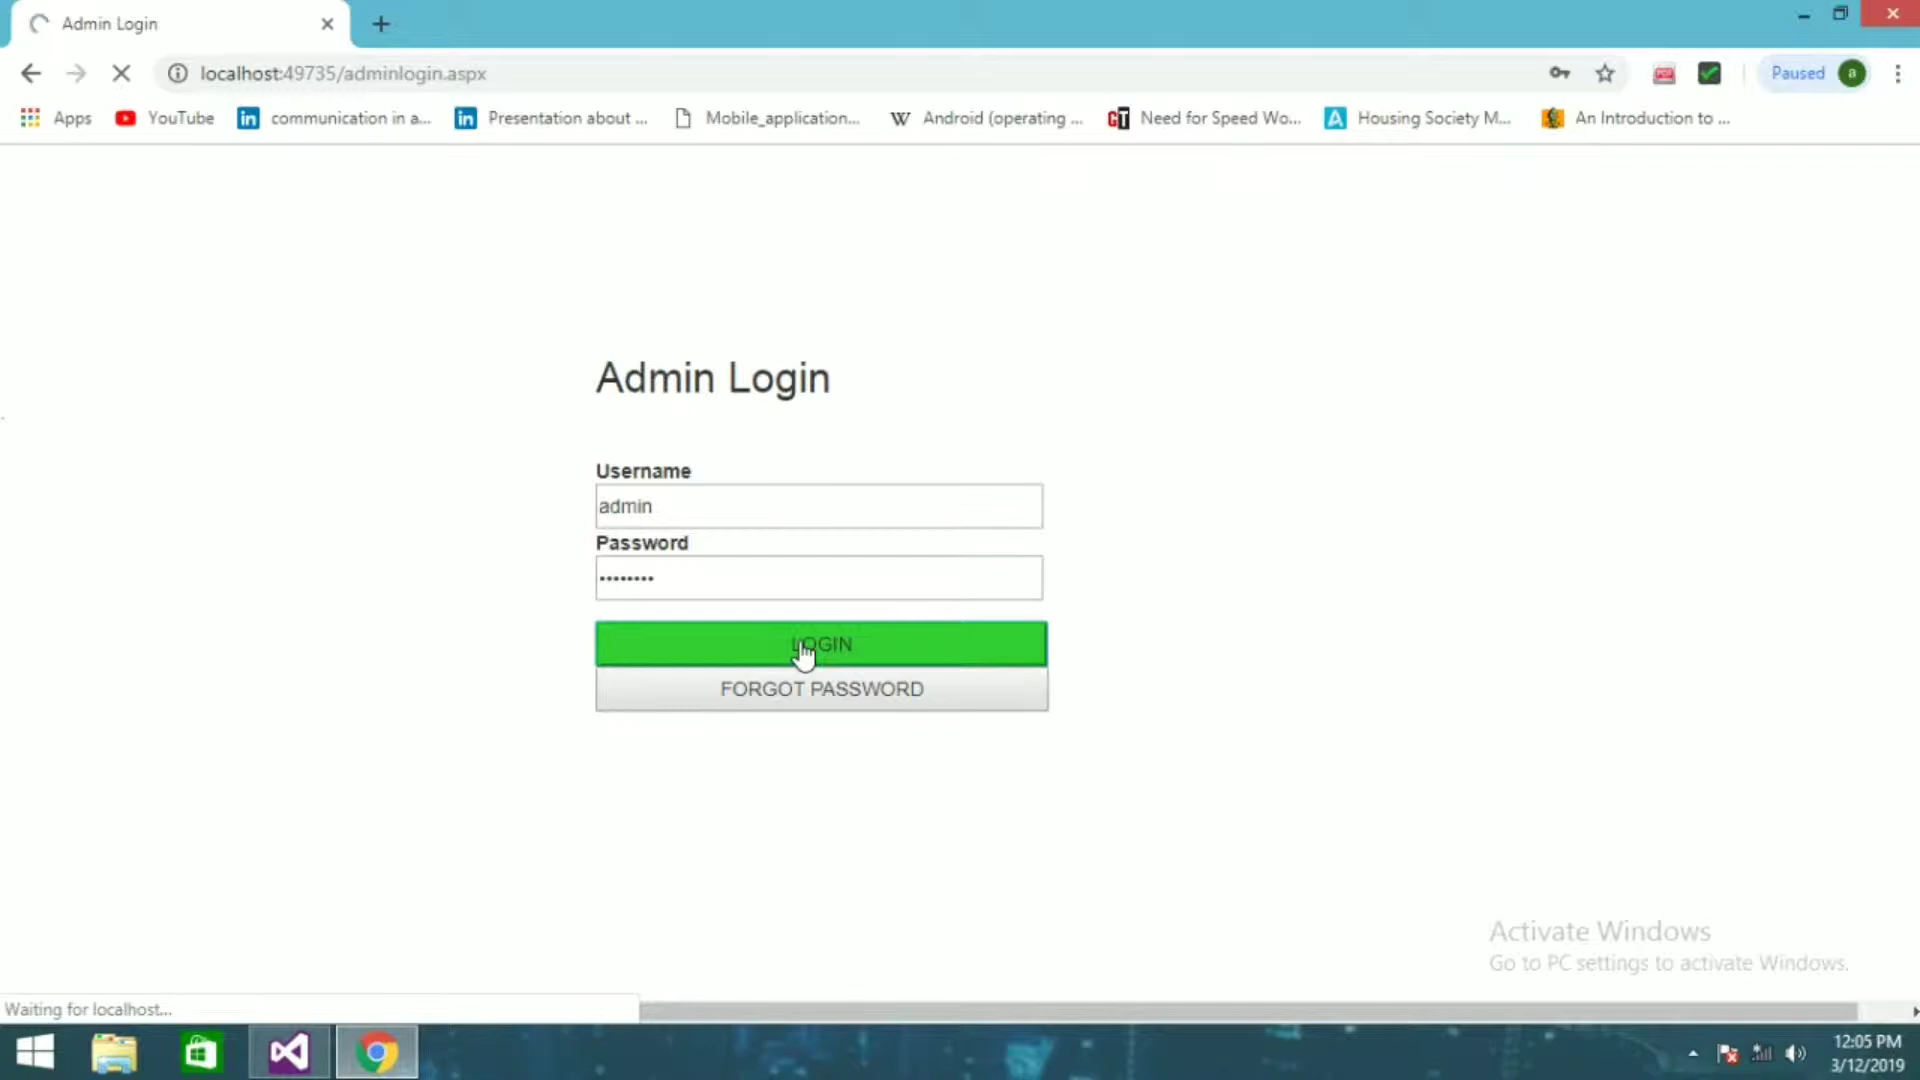 Admin Login
localhost:49735/adminlogin.aspx
Paused
a
Apps
YouTube
communication in a...
Presentation about ...
Mobile_application...
Android (operating ...
Need for Speed Wo...
Housing Society M...
An Introduction to ...
Admin Login
Username
admin
Password
••••••••
LOGIN
FORGOT PASSWORD
Activate Windows
Go to PC settings to activate Windows.
Waiting for localhost...
12:05 PM
3/12/2019